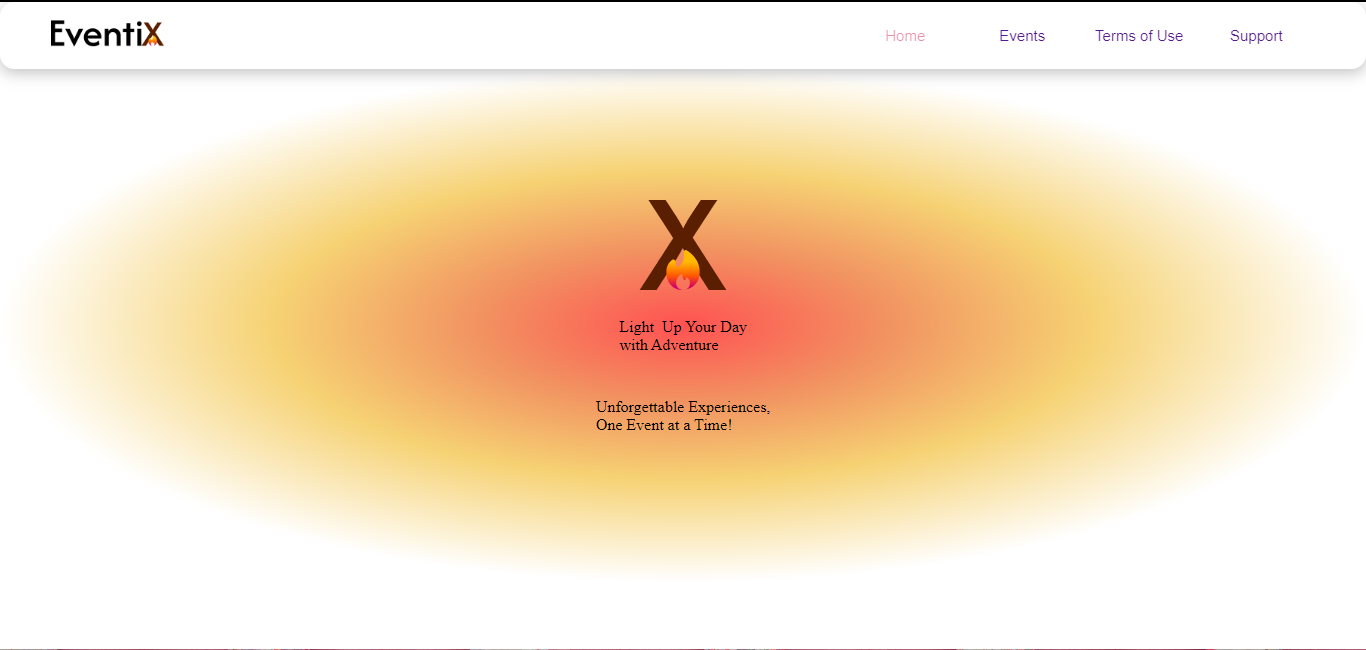 EventiX
Home Events Terms of Use Support
X
Light Up Your Day
with Adventure
Unforgettable Experiences,
One Event at a Time!